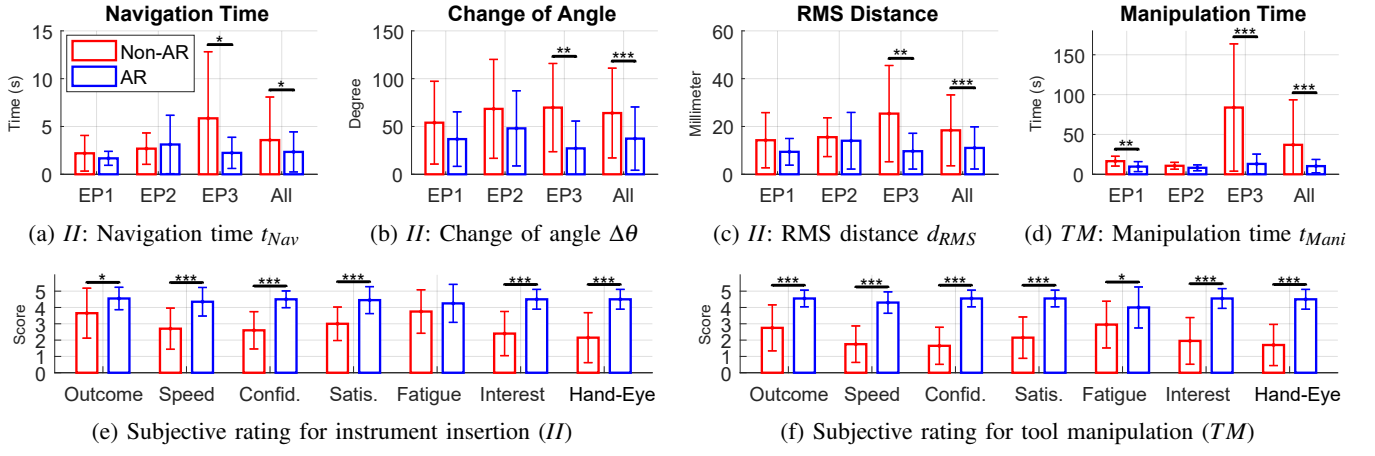 Navigation Time
Change of Angle
RMS Distance
Manipulation Time
15
10
5
0
Time (s)
Non-AR
AR
*
*
EP1 EP2 EP3 All
150
100
50
0
Degree
**
***
EP1 EP2 EP3 All
60
40
20
0
Millimeter
**
***
EP1 EP2 EP3 All
150
100
50
0
Time (s)
**
***
***
EP1 EP2 EP3 All
(a) II: Navigation time tNav
(b) II: Change of angle Δθ
(c) II: RMS distance dRMS
(d) TM: Manipulation time tMani
5
4
3
2
1
0
Score
* *** *** *** *** ***
Outcome Speed Confid. Satis. Fatigue Interest Hand-Eye
5
4
3
2
1
0
Score
*** *** *** *** * *** ***
Outcome Speed Confid. Satis. Fatigue Interest Hand-Eye
(e) Subjective rating for instrument insertion (II)
(f) Subjective rating for tool manipulation (TM)